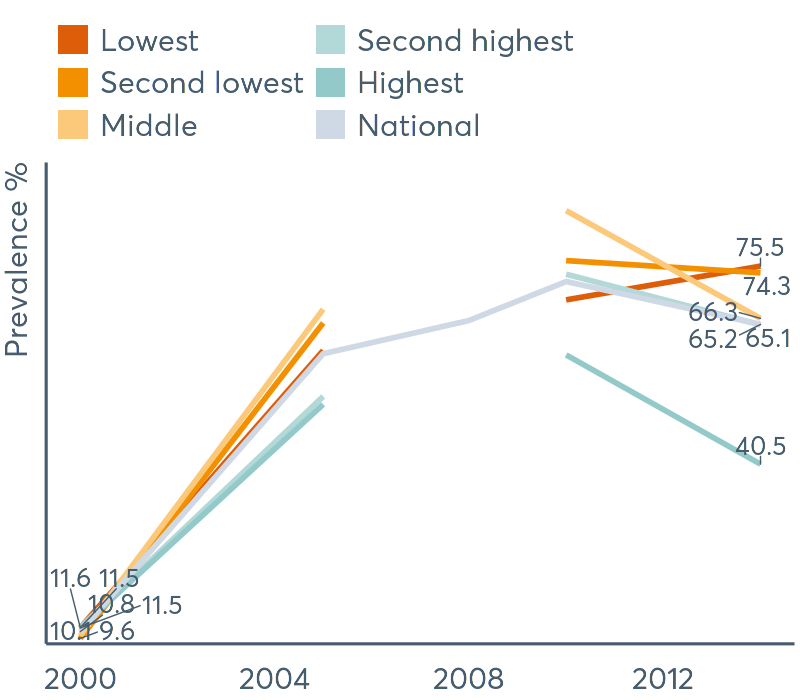 Lowest
Second highest
Second lowest
Highest
Middle
National
Prevalence %
75.5
74.3
66.3
65.2 65.1
40.5
11.6 11.5
10.8 11.5
9.6
2000 2004 2008 2012